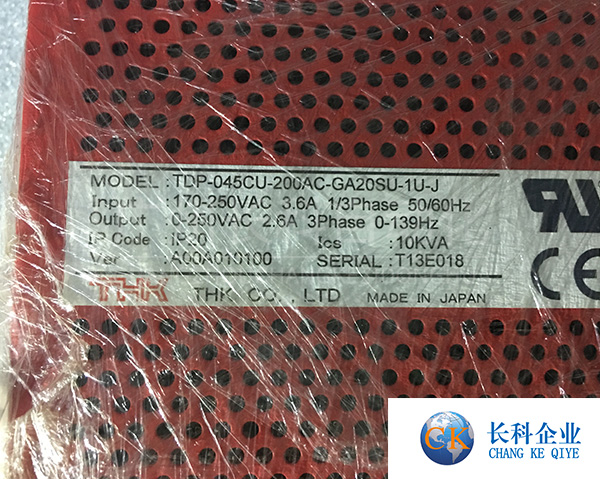 MODEL : TDP-045CU-200AC-GA20SU-1U-J
Input : 170-250VAC 3.6A 1/3Phase 50/60Hz
Output : 0-250VAC 2.6A 3Phase 0-139Hz
IP Code : IP20 Ics : 10KVA
Ver : A00A010100 SERIAL : T13E018
THK THK CO., LTD MADE IN JAPAN
RU
CE
CK
长科企业
CHANG KE QIYE